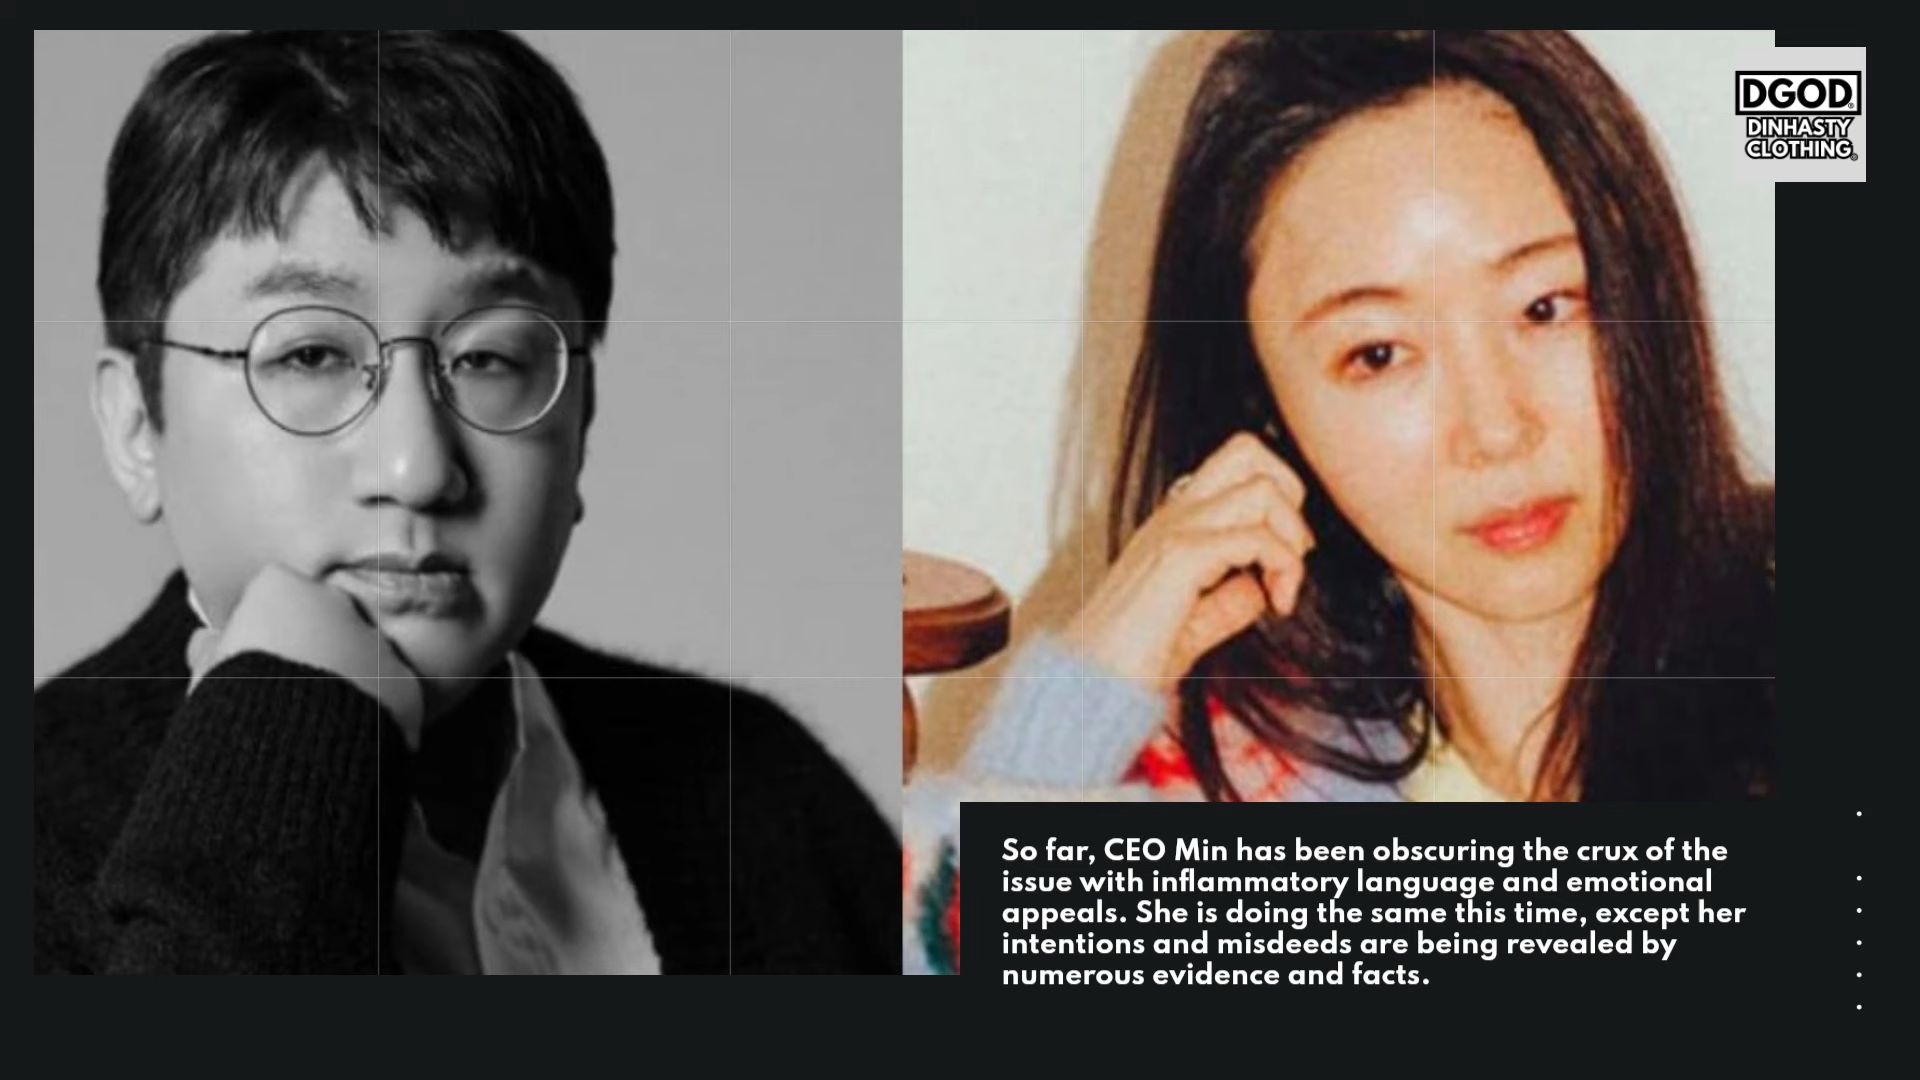 DGOD
DINHASTY
CLOTHING
So far, CEO Min has been obscuring the crux of the
issue with inflammatory language and emotional
appeals. She is doing the same this time, except her
intentions and misdeeds are being revealed by
numerous evidence and facts.